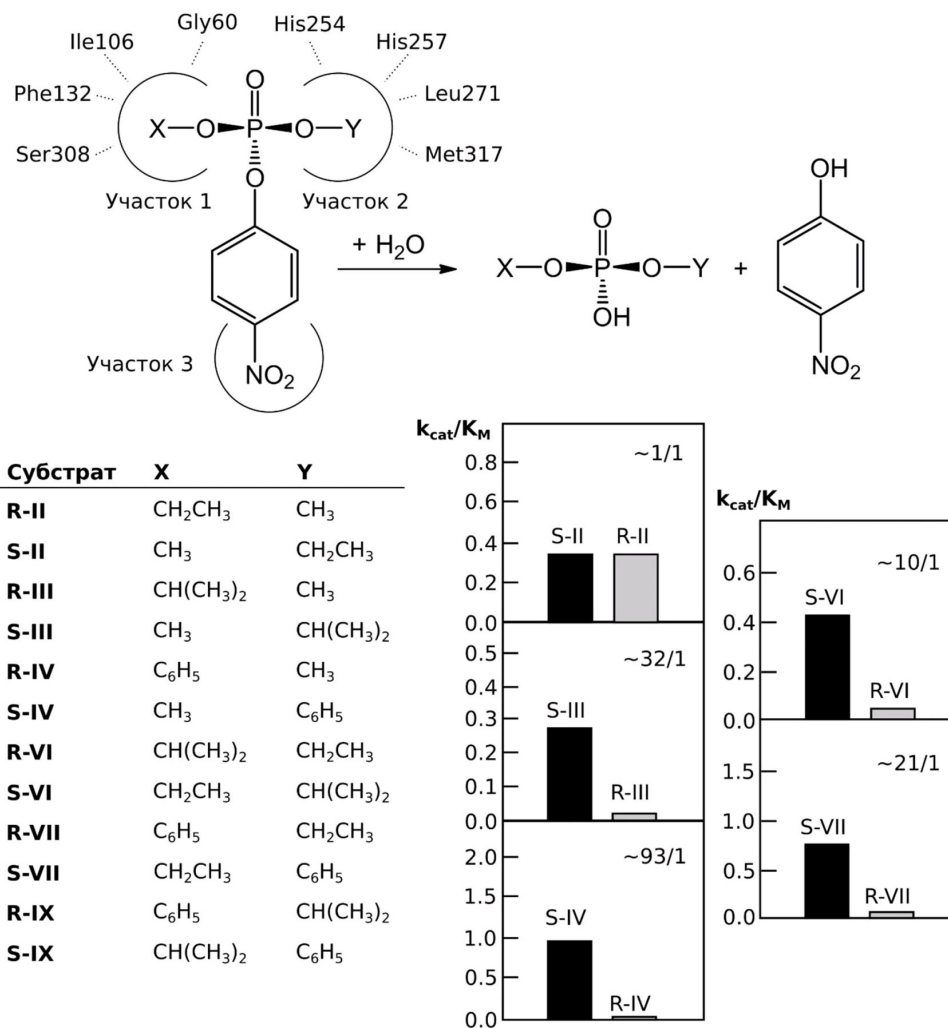 Gly60
His254
Ile106
His257
Phe132
Leu271
Ser308
Met317
O
X—O
P
O—Y
O
Участок 1
Участок 2
Участок 3
NO₂
+ H₂O
O
X—O
P
O—Y
OH
+
OH
NO₂
Субстрат X Y
R-II CH₂CH₃ CH₃
S-II CH₃ CH₂CH₃
R-III CH(CH₃)₂ CH₃
S-III CH₃ CH(CH₃)₂
R-IV C₆H₅ CH₃
S-IV CH₃ C₆H₅
R-VI CH(CH₃)₂ CH₂CH₃
S-VI CH₂CH₃ CH(CH₃)₂
R-VII C₆H₅ CH₂CH₃
S-VII CH₂CH₃ C₆H₅
R-IX C₆H₅ CH(CH₃)₂
S-IX CH(CH₃)₂ C₆H₅
k_cat/K_M
~1/1
0.8
0.6
0.4
0.2
0.0
S-II R-II
~32/1
0.5
0.4
0.3
0.2
0.1
0.0
S-III
R-III
~93/1
2.0
1.5
1.0
0.5
0.0
S-IV
R-IV
k_cat/K_M
~10/1
0.6
0.4
0.2
0.0
S-VI
R-VI
~21/1
1.5
1.0
0.5
0.0
S-VII
R-VII